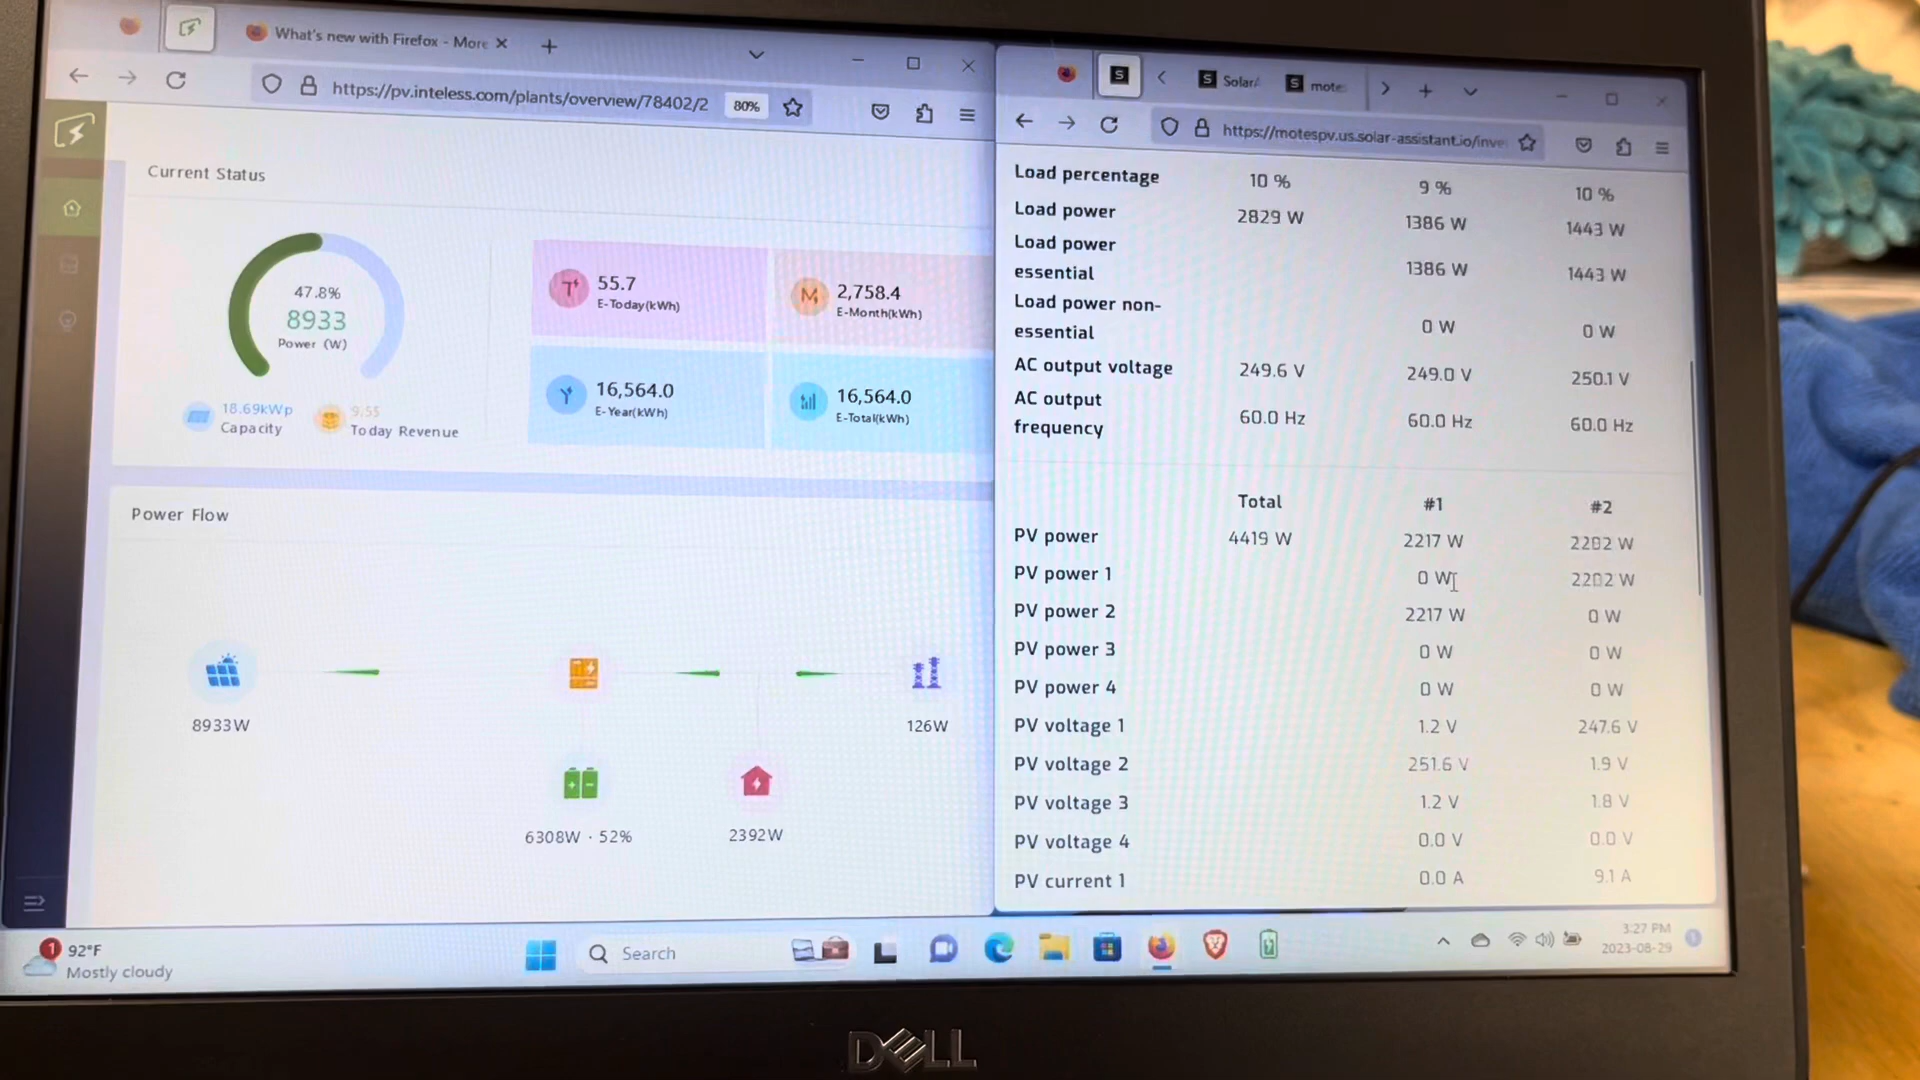 What's new with Firefox - More
https://pv.inteless.com/plants/overview/78402/2
80%
Current Status
47.8%
8933
Power (W)
18.69kWp
Capacity
9.55
Today Revenue
55.7
E-Today(kWh)
2,758.4
E-Month(kWh)
16,564.0
E-Year(kWh)
16,564.0
E-Total(kWh)
Power Flow
8933W
126W
6308W · 52%
2392W
S
S Solar/
S mote
https://motespv.us.solar-assistant.io/inve
Load percentage 10 % 9 % 10 %
Load power 2829 W 1386 W 1443 W
Load power
essential 1386 W 1443 W
Load power non-
essential 0 W 0 W
AC output voltage 249.6 V 249.0 V 250.1 V
AC output
frequency 60.0 Hz 60.0 Hz 60.0 Hz
Total #1 #2
PV power 4419 W 2217 W 2202 W
PV power 1 0 W 2202 W
PV power 2 2217 W 0 W
PV power 3 0 W 0 W
PV power 4 0 W 0 W
PV voltage 1 1.2 V 247.6 V
PV voltage 2 251.6 V 1.9 V
PV voltage 3 1.2 V 1.8 V
PV voltage 4 0.0 V 0.0 V
PV current 1 0.0 A 9.1 A
1
92°F
Mostly cloudy
Search
3:27 PM
2023-08-29
1
DELL